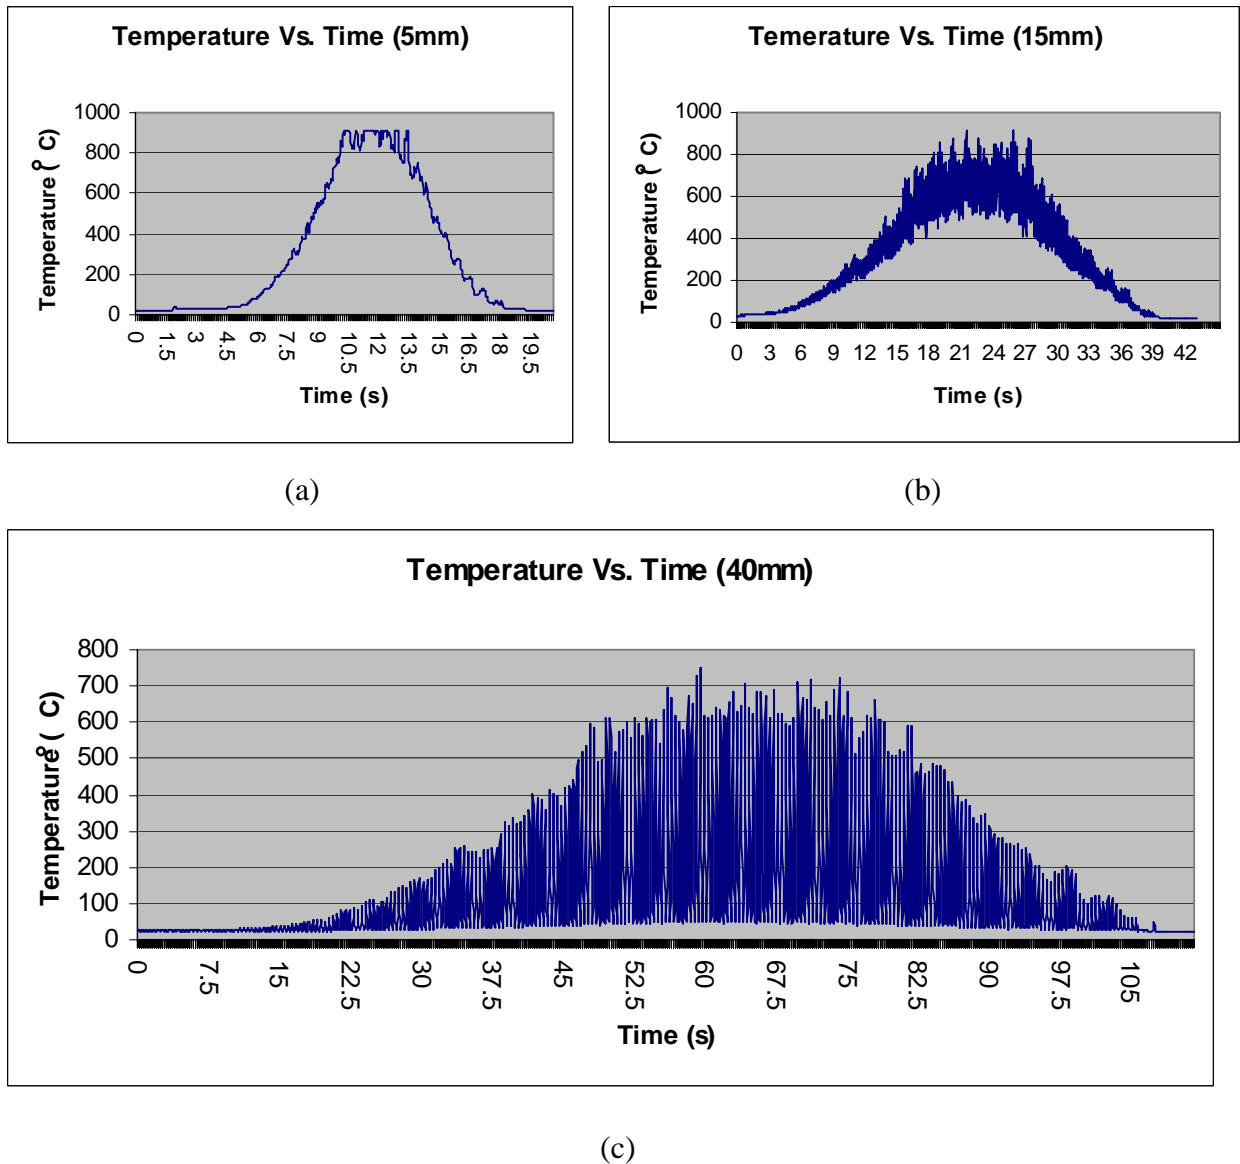 Temperature Vs. Time (5mm)
Temperature (° C)
1000
800
600
400
200
0
0 1.5 3 4.5 6 7.5 9 10.5 12 13.5 15 16.5 18 19.5
Time (s)
(a)
Temerature Vs. Time (15mm)
Temperature (° C)
1000
800
600
400
200
0
0 3 6 9 12 15 18 21 24 27 30 33 36 39 42
Time (s)
(b)
Temperature Vs. Time (40mm)
Temperature (° C)
800
700
600
500
400
300
200
100
0
0 7.5 15 22.5 30 37.5 45 52.5 60 67.5 75 82.5 90 97.5 105
Time (s)
(c)